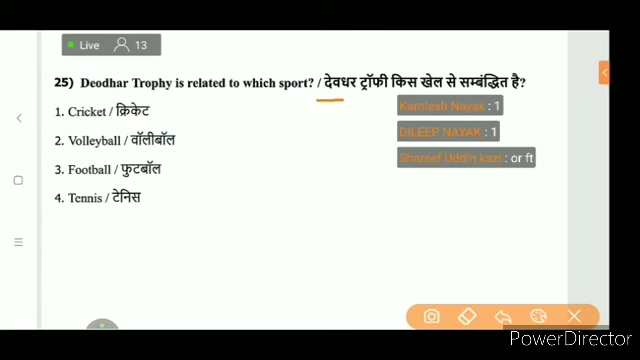 Live 13
25) Deodhar Trophy is related to which sport? / देवधर ट्रॉफी किस खेल से सम्बंद्धित है?
1. Cricket / क्रिकेट
Kamlesh Nayak : 1
2. Volleyball / वॉलीबॉल
DILEEP NAYAK : 1
3. Football / फुटबॉल
Shareef Uddin kazi : or ft
4. Tennis / टेनिस
PowerDirector